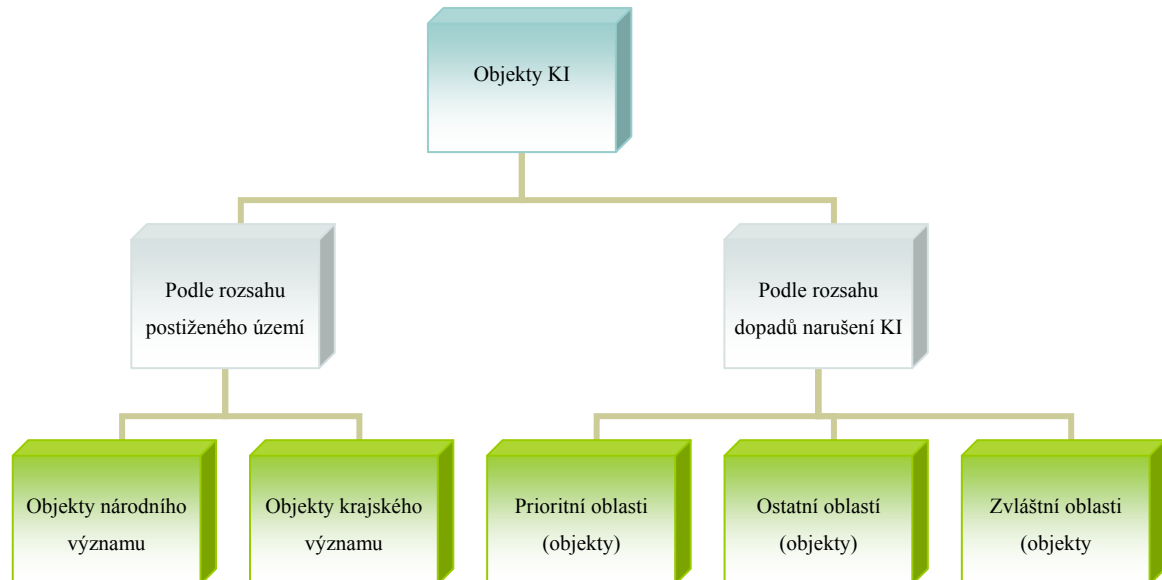 Objekty KI
Podle rozsahu
postiženého území
Podle rozsahu
dopadů narušení KI
Objekty národního
významu
Objekty krajského
významu
Prioritní oblasti
(objekty)
Ostatní oblastí
(objekty)
Zvláštní oblasti
(objekty